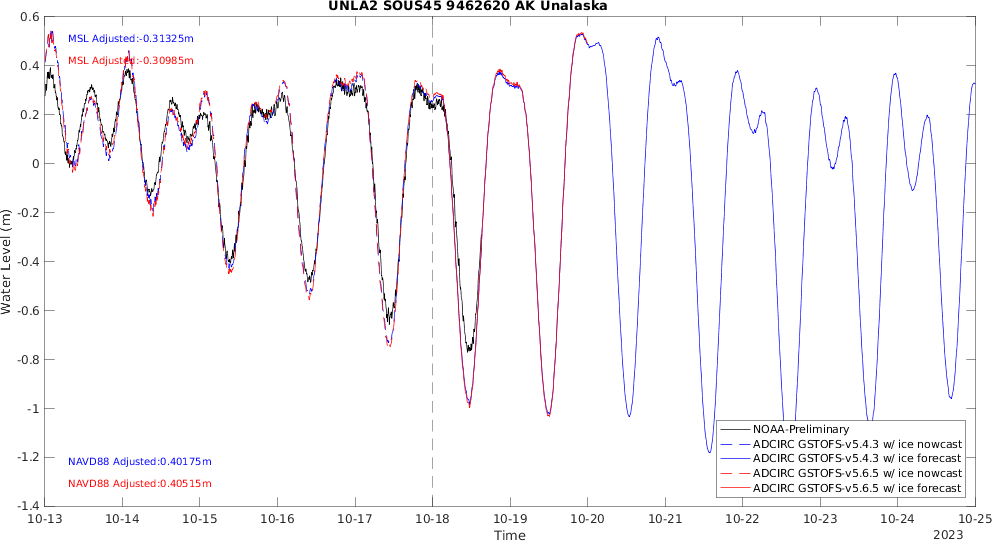 UNLA2 SOUS45 9462620 AK Unalaska
0.6
0.4
0.2
0
-0.2
-0.4
-0.6
-0.8
-1
-1.2
-1.4
Water Level (m)
MSL Adjusted:-0.31325m
MSL Adjusted:-0.30985m
NAVD88 Adjusted:0.40175m
NAVD88 Adjusted:0.40515m
NOAA-Preliminary
ADCIRC GSTOFS-v5.4.3 w/ ice nowcast
ADCIRC GSTOFS-v5.4.3 w/ ice forecast
ADCIRC GSTOFS-v5.6.5 w/ ice nowcast
ADCIRC GSTOFS-v5.6.5 w/ ice forecast
10-13 10-14 10-15 10-16 10-17 10-18 10-19 10-20 10-21 10-22 10-23 10-24 10-25
Time
2023